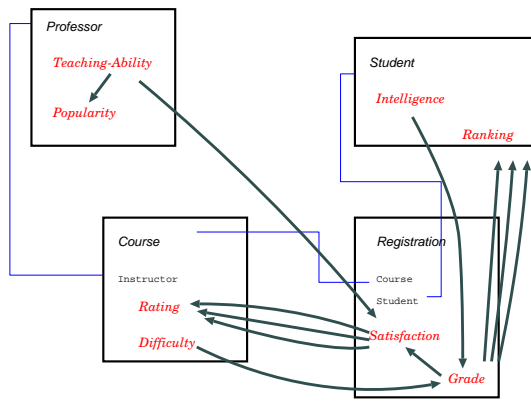 Professor
Teaching-Ability
Popularity
Student
Intelligence
Ranking
Course
Instructor
Rating
Difficulty
Registration
Course
Student
Satisfaction
Grade